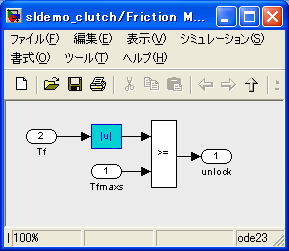 sldemo_clutch/Friction M...
ファイル(F) 編集(E) 表示(V) シミュレーション(S)
書式(O) ツール(T) ヘルプ(H)
2
|u|
Tf
>=
1
unlock
1
Tfmaxs
100%
ode23